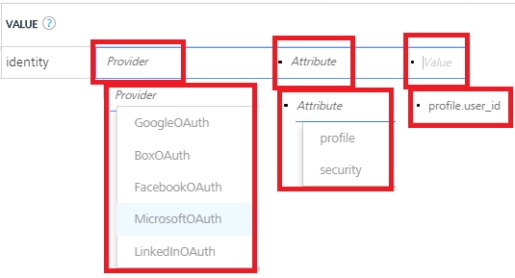 VALUE ?
identity Provider ▪ Attribute ▪ Value
Provider ▪ Attribute ▪ profile.user_id
GoogleOAuth profile
BoxOAuth security
FacebookOAuth
MicrosoftOAuth
LinkedInOAuth